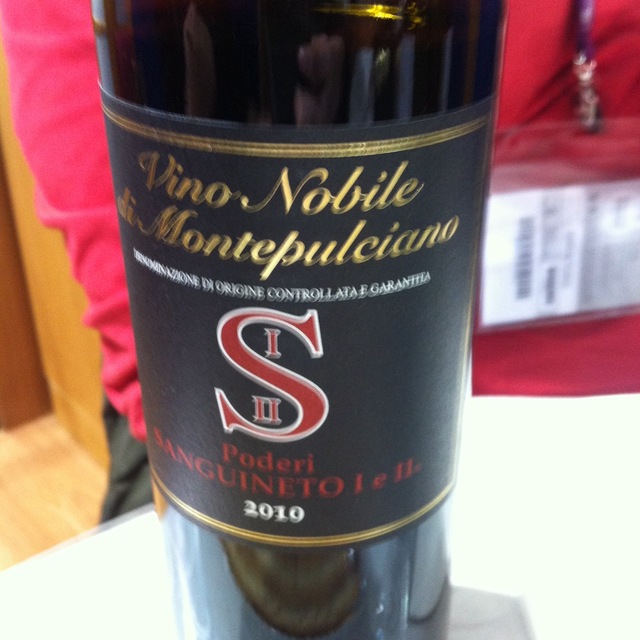 Vino Nobile
di Montepulciano
DENOMINAZIONE DI ORIGINE CONTROLLATA E GARANTITA
S
I
II
Poderi
SANGUINETO I e II
2010